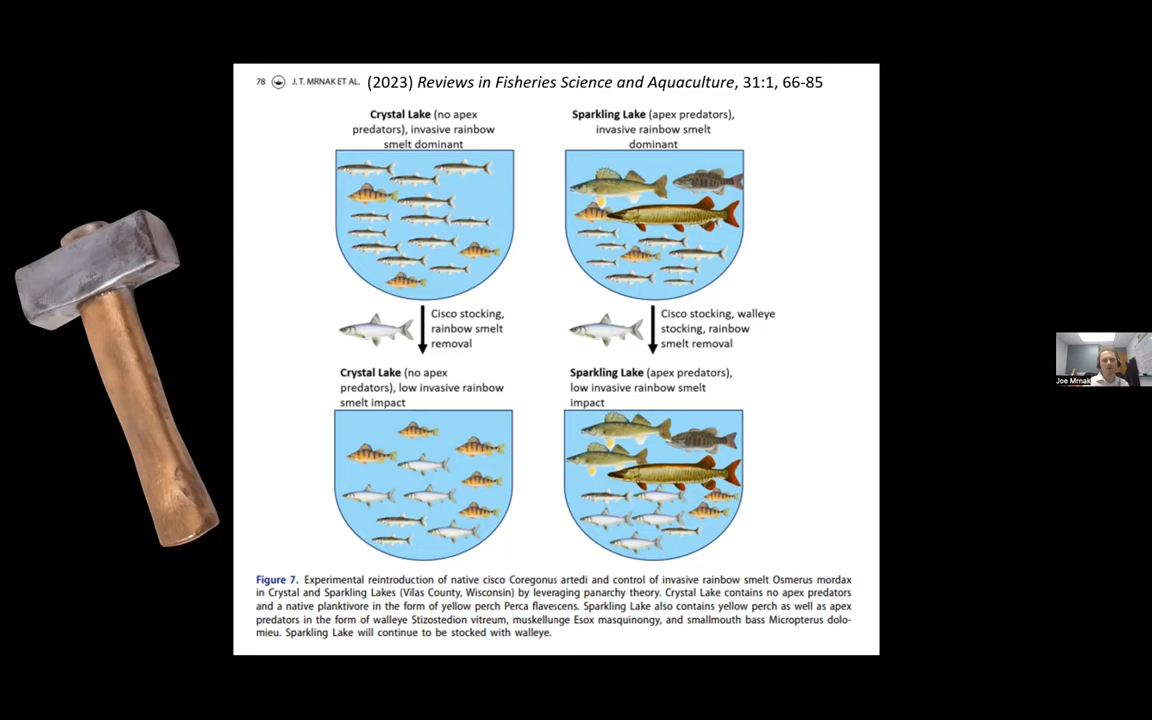 78 J.T. MRNAK ET AL. (2023) Reviews in Fisheries Science and Aquaculture, 31:1, 66-85
Crystal Lake (no apex
predators), invasive rainbow
smelt dominant
Sparkling Lake (apex predators),
invasive rainbow smelt
dominant
Cisco stocking,
rainbow smelt
removal
Cisco stocking, walleye
stocking, rainbow
smelt removal
Crystal Lake (no apex
predators), low invasive rainbow
smelt impact
Sparkling Lake (apex predators),
low invasive rainbow smelt
impact
Joe Mrnak
Figure 7. Experimental reintroduction of native cisco Coregonus artedi and control of invasive rainbow smelt Osmerus mordax
in Crystal and Sparkling Lakes (Vilas County, Wisconsin) by leveraging panarchy theory. Crystal Lake contains no apex predators
and a native planktivore in the form of yellow perch Perca flavescens. Sparkling Lake also contains yellow perch as well as apex
predators in the form of walleye Stizostedion vitreum, muskellunge Esox masquinongy, and smallmouth bass Micropterus dolo-
mieu. Sparkling Lake will continue to be stocked with walleye.